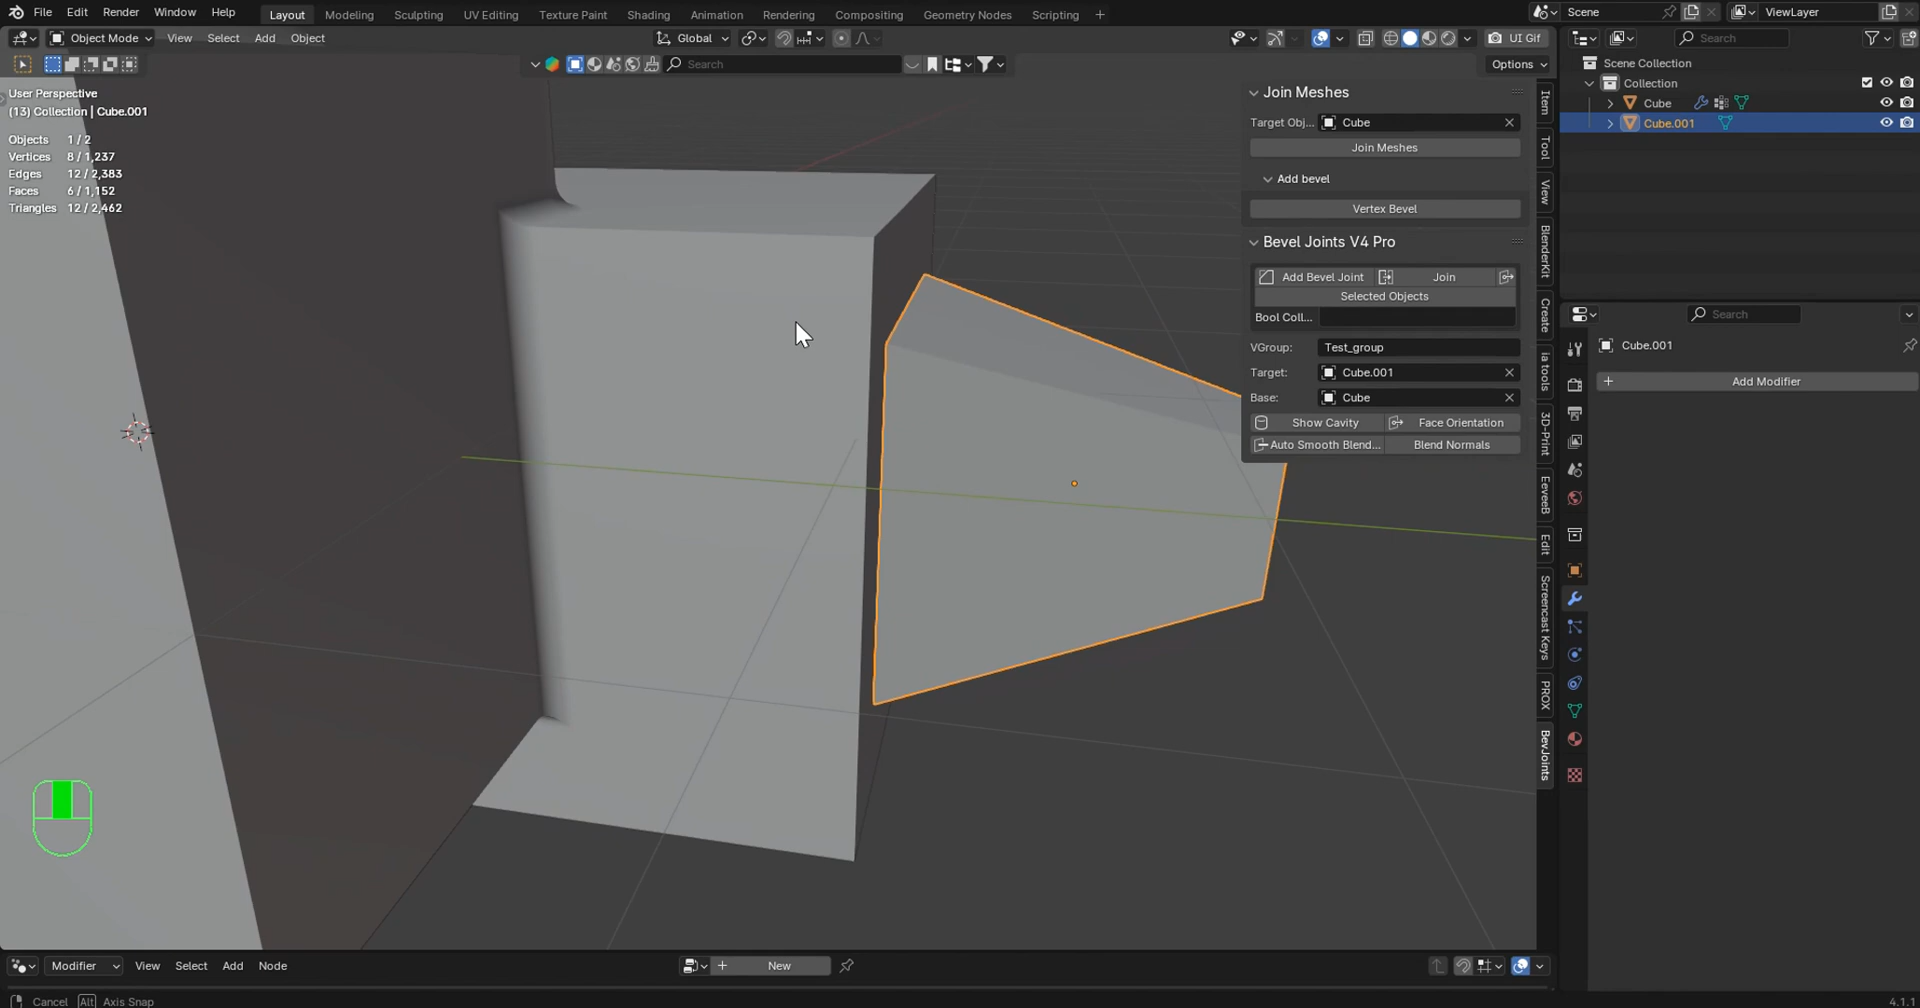 File Edit Render Window Help Layout Modeling Sculpting UV Editing Texture Paint Shading Animation Rendering Compositing Geometry Nodes Scripting + Scene ViewLayer
Object Mode View Select Add Object Global UI Gif Search
Search Options
User Perspective
(13) Collection | Cube.001
Objects 1 / 2
Vertices 8 / 1,237
Edges 12 / 2,383
Faces 6 / 1,152
Triangles 12 / 2,462
Join Meshes
Target Obj... Cube
Join Meshes
Add bevel
Vertex Bevel
Bevel Joints V4 Pro
Add Bevel Joint Join
Selected Objects
Bool Coll...
VGroup: Test_group
Target: Cube.001
Base: Cube
Show Cavity Face Orientation
Auto Smooth Blend... Blend Normals
Item
Tool
View
BlenderKit
Create
ia tools
3D-Print
EeveeB
Edit
Screencast Keys
PROX
BevJoints
Scene Collection
Collection
Cube
Cube.001
Search
Cube.001
+ Add Modifier
Modifier View Select Add Node + New
Cancel Alt Axis Snap 4.1.1